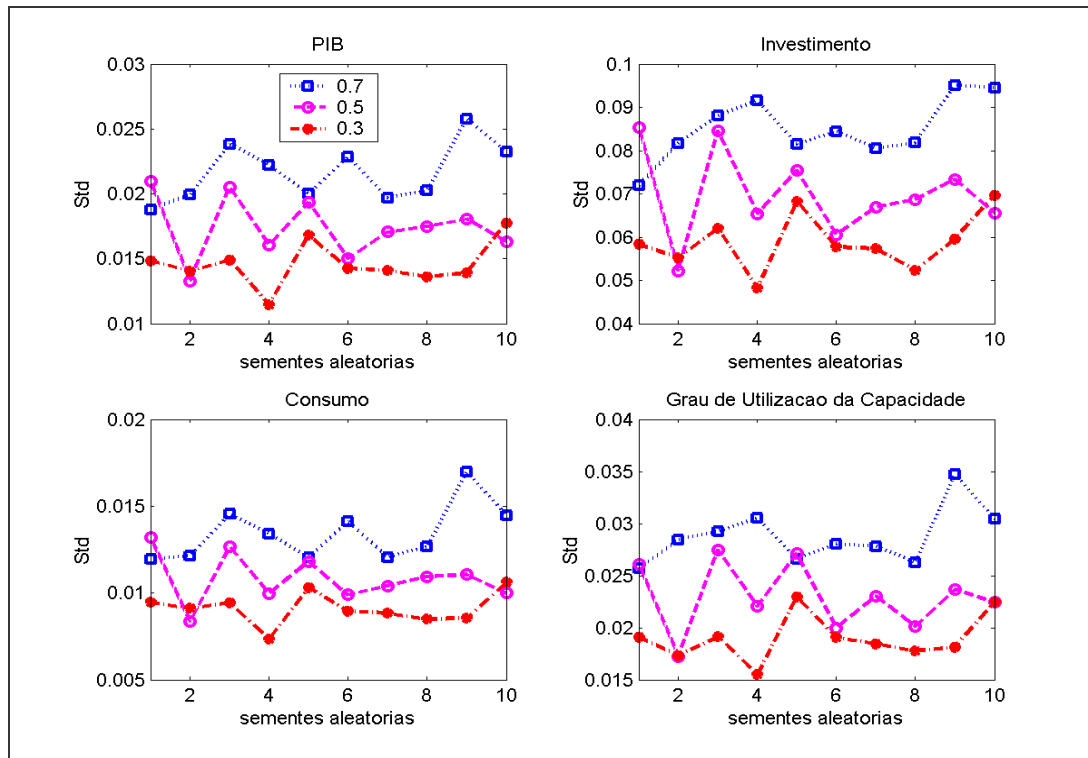 PIB
0.03
0.025
0.02
0.015
0.01
Std
0.7
0.5
0.3
2 4 6 8 10
sementes aleatorias
Investimento
0.1
0.09
0.08
0.07
0.06
0.05
0.04
Std
2 4 6 8 10
sementes aleatorias
Consumo
0.02
0.015
0.01
0.005
Std
2 4 6 8 10
sementes aleatorias
Grau de Utilizacao da Capacidade
0.04
0.035
0.03
0.025
0.02
0.015
Std
2 4 6 8 10
sementes aleatorias